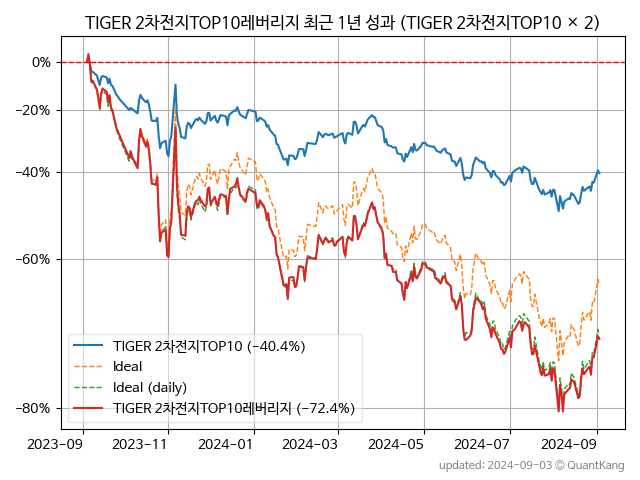 TIGER 2차전지TOP10레버리지 최근 1년 성과 (TIGER 2차전지TOP10 × 2)
0%
−20%
−40%
−60%
−80%
TIGER 2차전지TOP10 (−40.4%)
Ideal
Ideal (daily)
TIGER 2차전지TOP10레버리지 (−72.4%)
2023−09
2023−11
2024−01
2024−03
2024−05
2024−07
2024−09
updated: 2024−09−03 © QuantKang